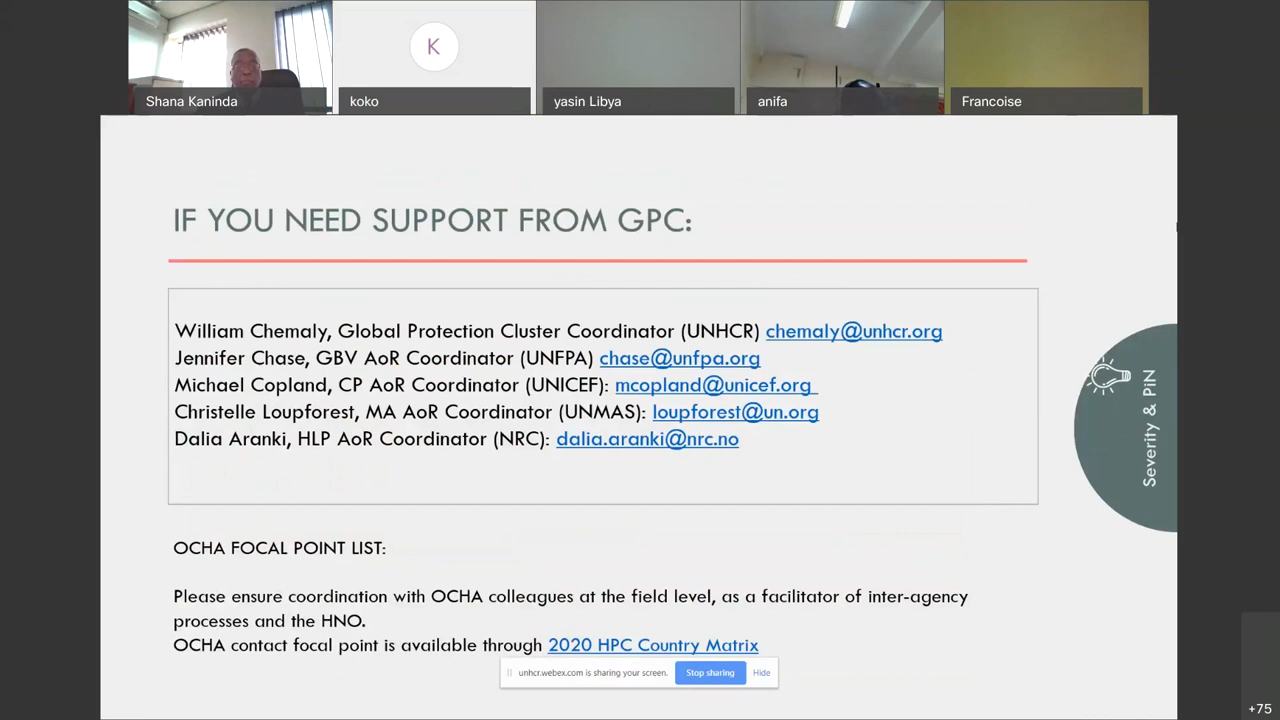 K
Shana Kaninda
koko
yasin Libya
anifa
Francoise
IF YOU NEED SUPPORT FROM GPC:
William Chemaly, Global Protection Cluster Coordinator (UNHCR) chemaly@unhcr.org
Jennifer Chase, GBV AoR Coordinator (UNFPA) chase@unfpa.org
Michael Copland, CP AoR Coordinator (UNICEF): mcopland@unicef.org
Christelle Loupforest, MA AoR Coordinator (UNMAS): loupforest@un.org
Dalia Aranki, HLP AoR Coordinator (NRC): dalia.aranki@nrc.no
Severity & PiN
OCHA FOCAL POINT LIST:
Please ensure coordination with OCHA colleagues at the field level, as a facilitator of inter-agency
processes and the HNO.
OCHA contact focal point is available through 2020 HPC Country Matrix
unhcr.webex.com is sharing your screen. Stop sharing Hide
+75